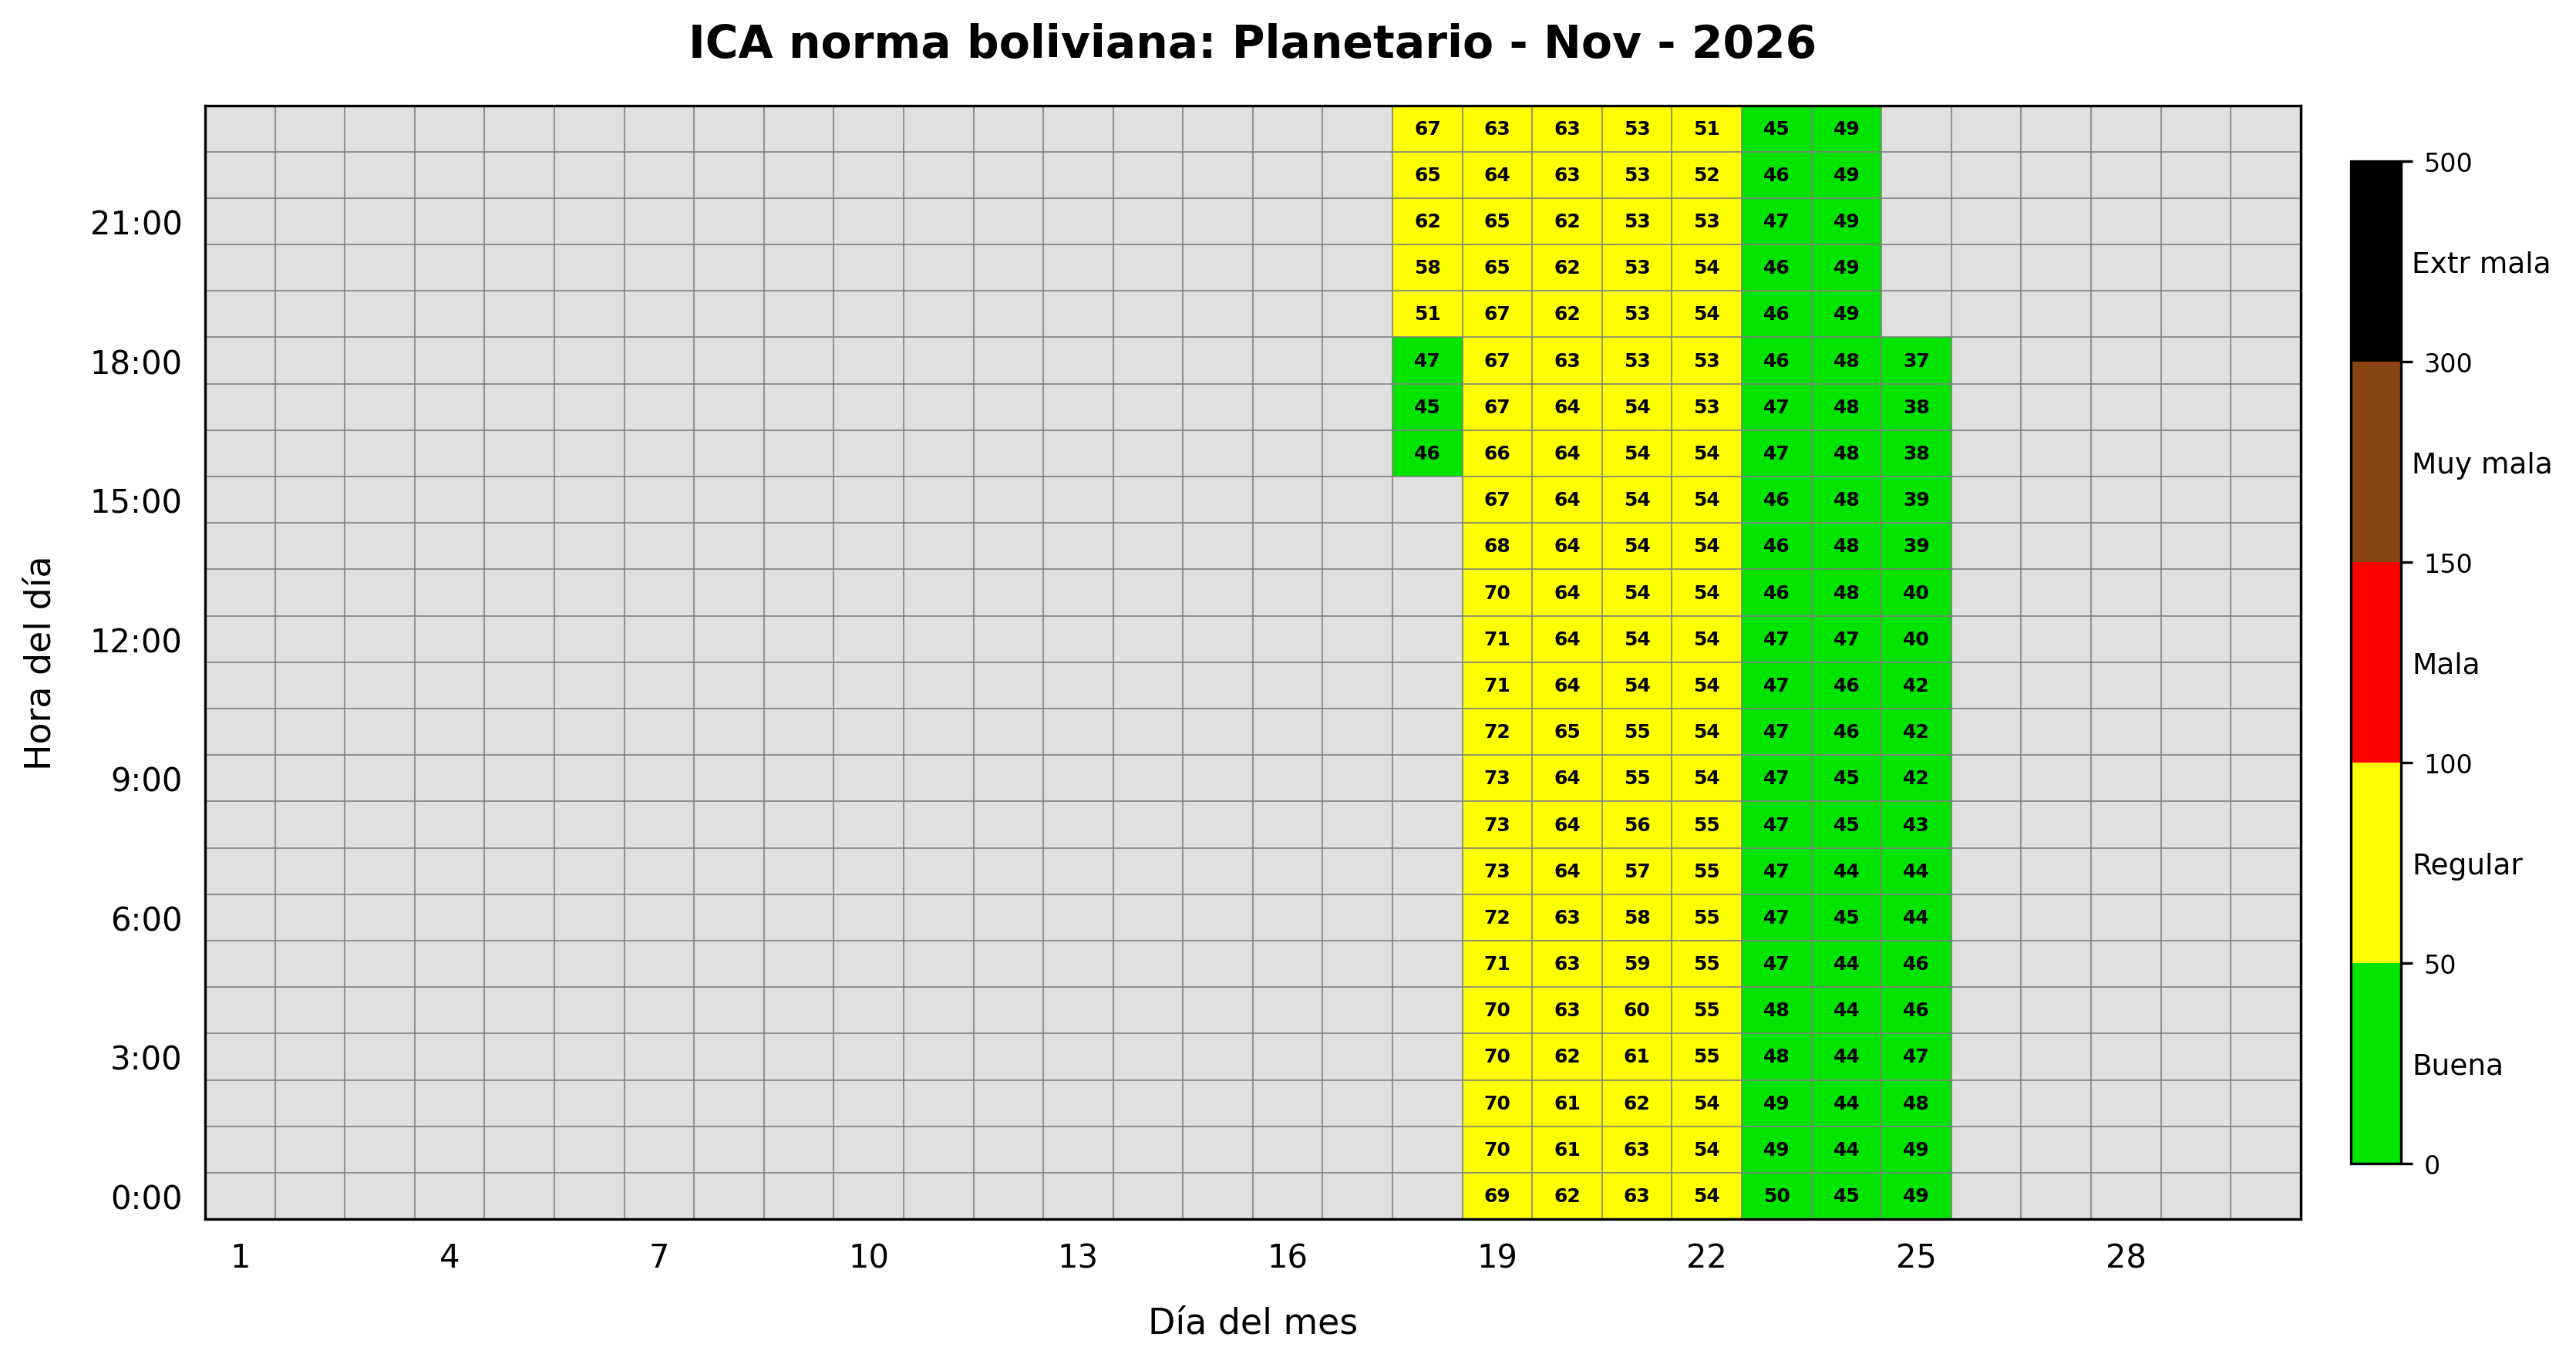 ICA norma boliviana: Planetario - Nov - 2026
67 63 63 53 51 45 49
65 64 63 53 52 46 49
21:00 62 65 62 53 53 47 49
58 65 62 53 54 46 49
51 67 62 53 54 46 49
18:00 47 67 63 53 53 46 48 37
45 67 64 54 53 47 48 38
46 66 64 54 54 47 48 38
15:00 67 64 54 54 46 48 39
68 64 54 54 46 48 39
70 64 54 54 46 48 40
12:00 71 64 54 54 47 47 40
71 64 54 54 47 46 42
72 65 55 54 47 46 42
9:00 73 64 55 54 47 45 42
73 64 56 55 47 45 43
73 64 57 55 47 44 44
6:00 72 63 58 55 47 45 44
71 63 59 55 47 44 46
70 63 60 55 48 44 46
3:00 70 62 61 55 48 44 47
70 61 62 54 49 44 48
70 61 63 54 49 44 49
0:00 69 62 63 54 50 45 49
1 4 7 10 13 16 19 22 25 28
Día del mes
Hora del día
500
Extr mala
300
Muy mala
150
Mala
100
Regular
50
Buena
0